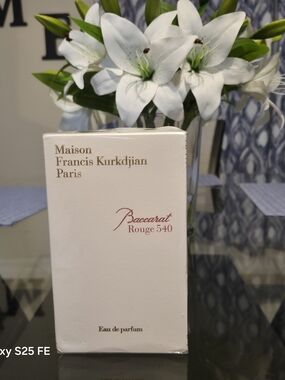 M E
Maison
Francis Kurkdjian
Paris
Baccarat
Rouge 540
Eau de parfum
xy S25 FE